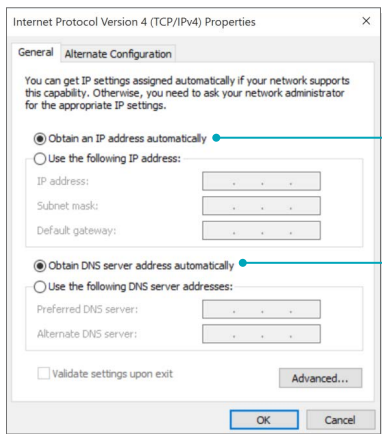 Internet Protocol Version 4 (TCP/IPv4) Properties
General
Alternate Configuration
You can get IP settings assigned automatically if your network supports
this capability. Otherwise, you need to ask your network administrator
for the appropriate IP settings.
Obtain an IP address automatically
Use the following IP address:
IP address:
Subnet mask:
Default gateway:
Obtain DNS server address automatically
Use the following DNS server addresses:
Preferred DNS server:
Alternate DNS server:
Validate settings upon exit
Advanced...
OK
Cancel